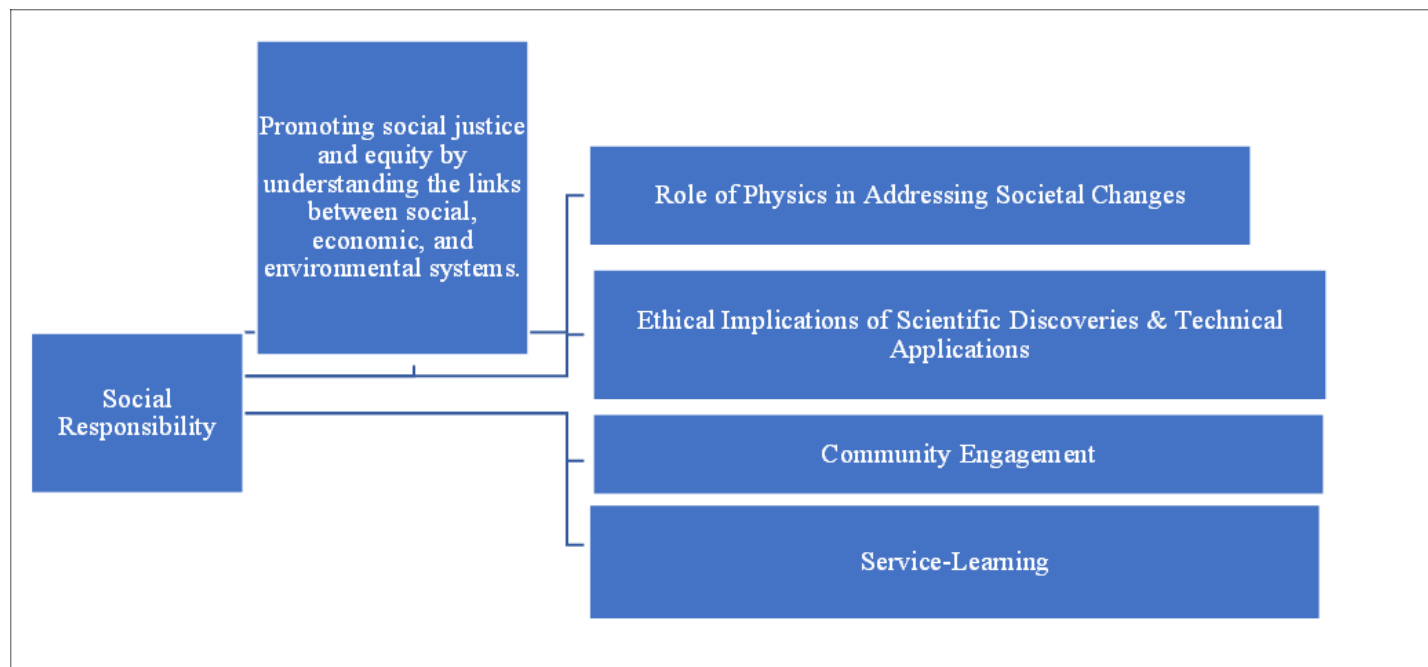 Promoting social justice
and equity by
understanding the links
between social,
economic, and
environmental systems.
Social
Responsibility
Role of Physics in Addressing Societal Changes
Ethical Implications of Scientific Discoveries & Technical
Applications
Community Engagement
Service-Learning